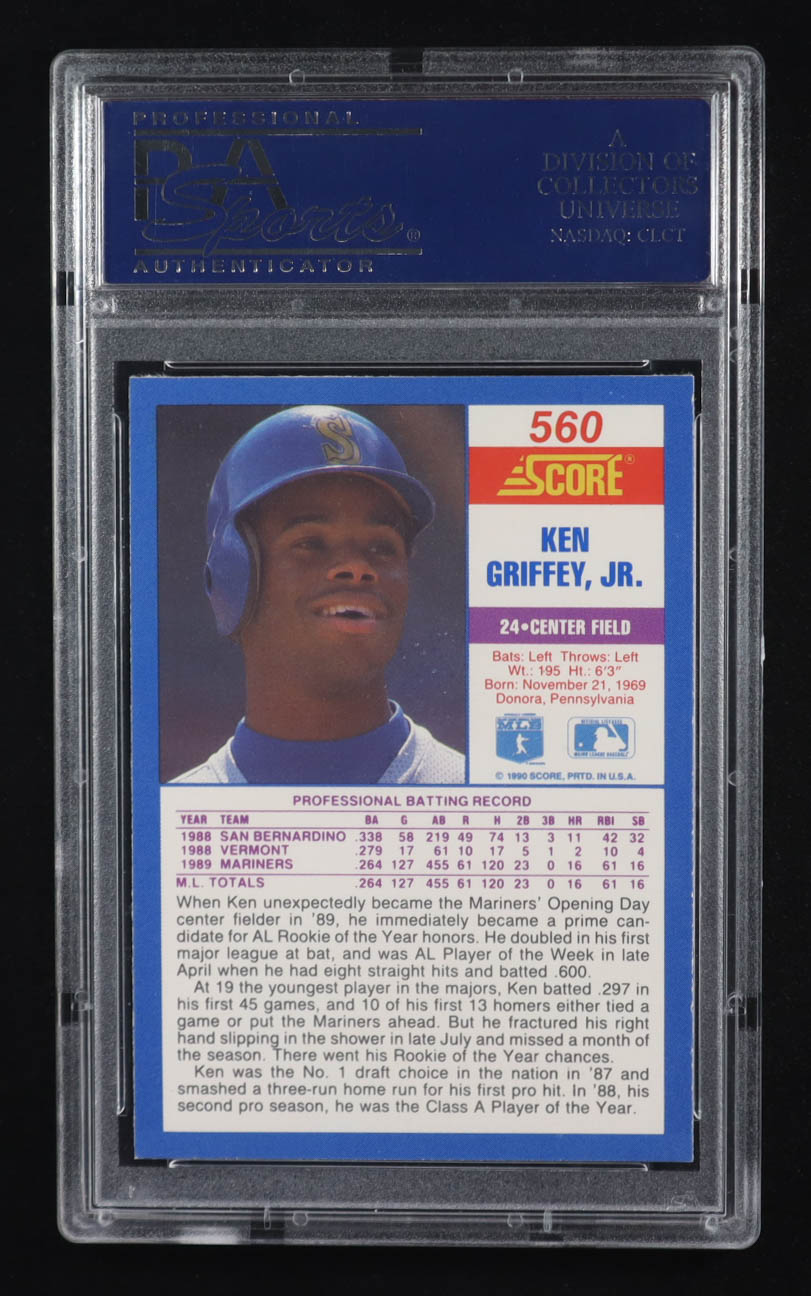 PROFESSIONAL
PSA
Sports®
AUTHENTICATOR
A
DIVISION OF
COLLECTORS
UNIVERSE
NASDAQ: CLCT
S
560
SCORE®
KEN
GRIFFEY, JR.
24•CENTER FIELD
Bats: Left Throws: Left
Wt.: 195 Ht.: 6'3"
Born: November 21, 1969
Donora, Pennsylvania
© 1990 SCORE, PRTD. IN U.S.A.
PROFESSIONAL BATTING RECORD
YEAR TEAM BA G AB R H 2B 3B HR RBI SB
1988 SAN BERNARDINO .338 58 219 49 74 13 3 11 42 32
1988 VERMONT .279 17 61 10 17 5 1 2 10 4
1989 MARINERS .264 127 455 61 120 23 0 16 61 16
M.L. TOTALS .264 127 455 61 120 23 0 16 61 16
When Ken unexpectedly became the Mariners' Opening Day
center fielder in '89, he immediately became a prime can-
didate for AL Rookie of the Year honors. He doubled in his first
major league at bat, and was AL Player of the Week in late
April when he had eight straight hits and batted .600.
At 19 the youngest player in the majors, Ken batted .297 in
his first 45 games, and 10 of his first 13 homers either tied a
game or put the Mariners ahead. But he fractured his right
hand slipping in the shower in late July and missed a month of
the season. There went his Rookie of the Year chances.
Ken was the No. 1 draft choice in the nation in '87 and
smashed a three-run home run for his first pro hit. In '88, his
second pro season, he was the Class A Player of the Year.